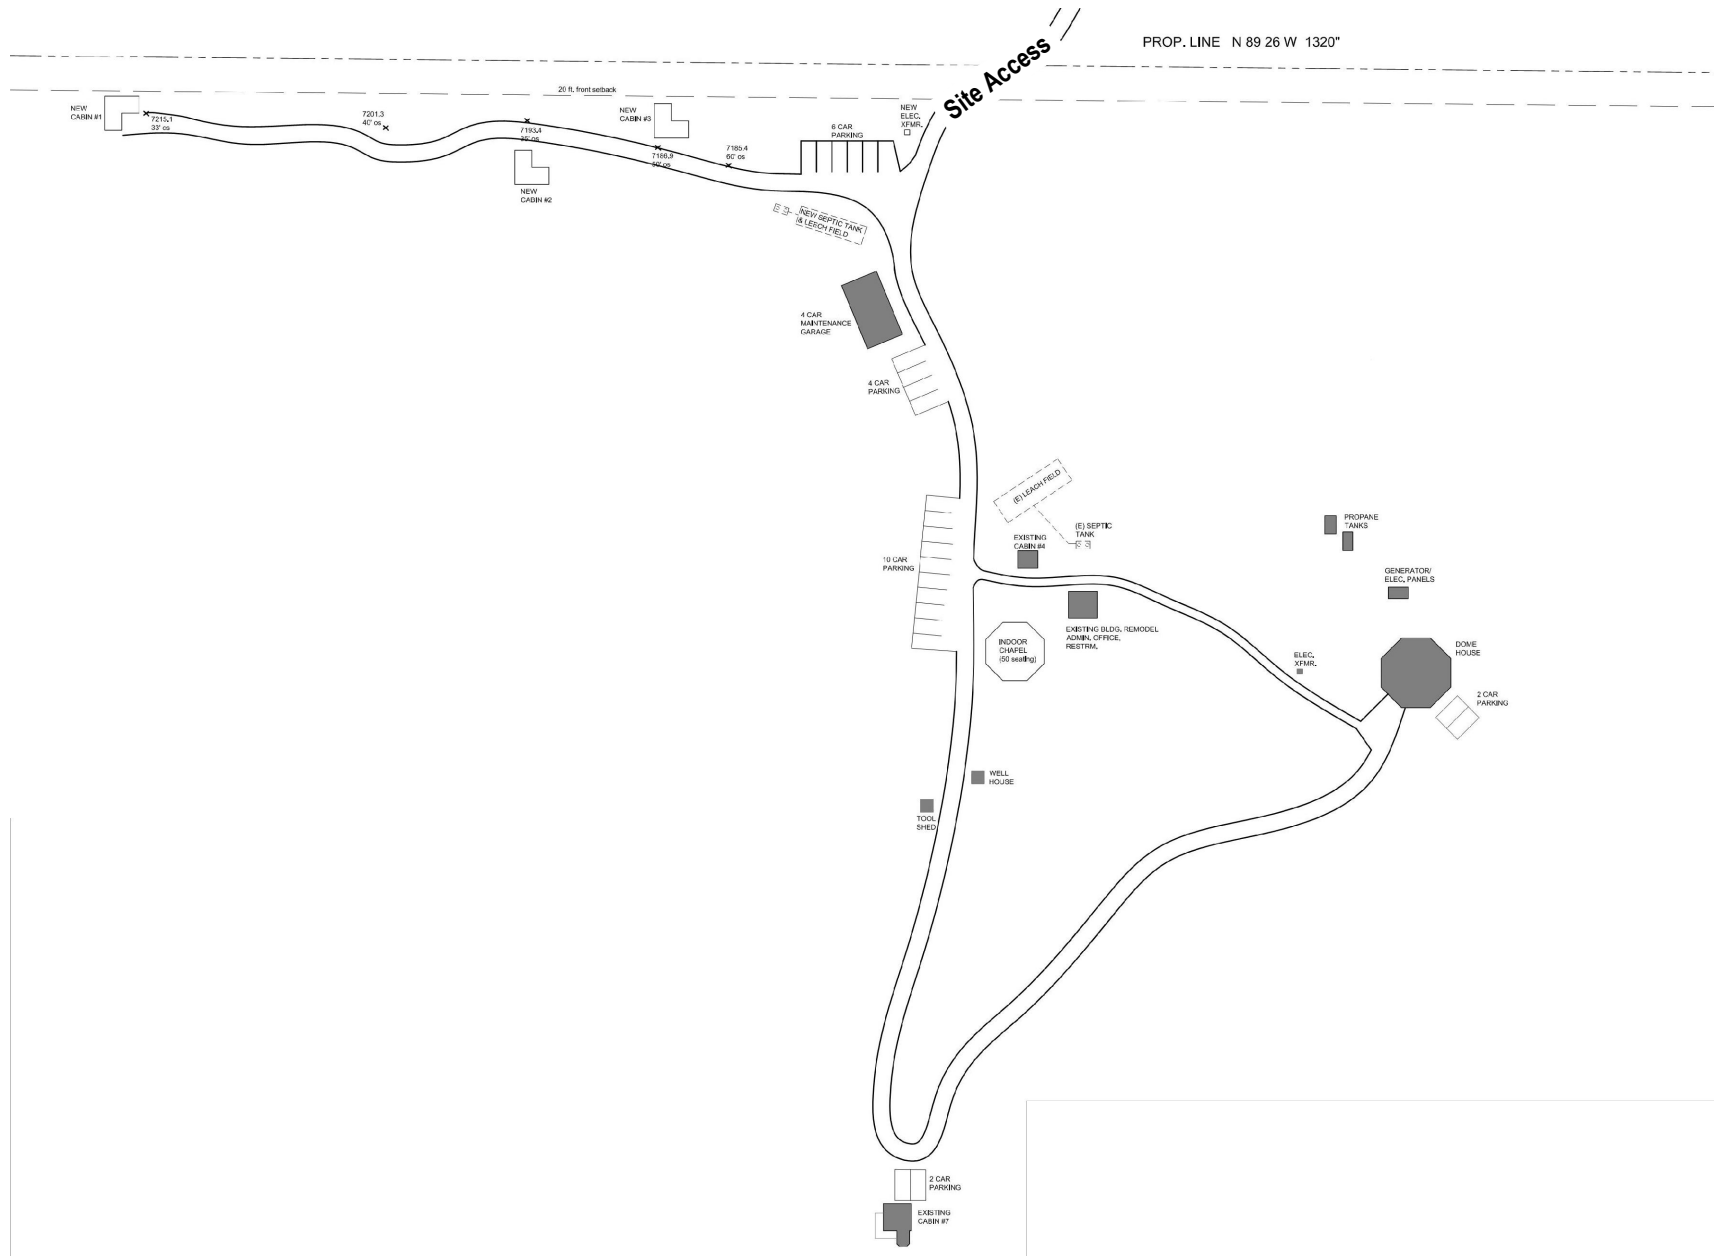 PROP. LINE   N 89 26 W  1320"
Site Access
20 ft. front setback
NEW
CABIN #1
7215.1
33' os
7201.3
40' os
7193.4
35' os
NEW
CABIN #2
NEW
CABIN #3
7186.9
50' os
7185.4
60' os
6 CAR
PARKING
NEW
ELEC.
XFMR.
NEW SEPTIC TANK
& LEECH FIELD
4 CAR
MAINTENANCE
GARAGE
4 CAR
PARKING
(E) LEACH FIELD
(E) SEPTIC
TANK
EXISTING
CABIN #4
10 CAR
PARKING
PROPANE
TANKS
GENERATOR/
ELEC. PANELS
EXISTING BLDG. REMODEL
ADMIN. OFFICE,
RESTRM.
INDOOR
CHAPEL
(50 seating)
ELEC.
XFMR.
DOME
HOUSE
2 CAR
PARKING
WELL
HOUSE
TOOL
SHED
2 CAR
PARKING
EXISTING
CABIN #7